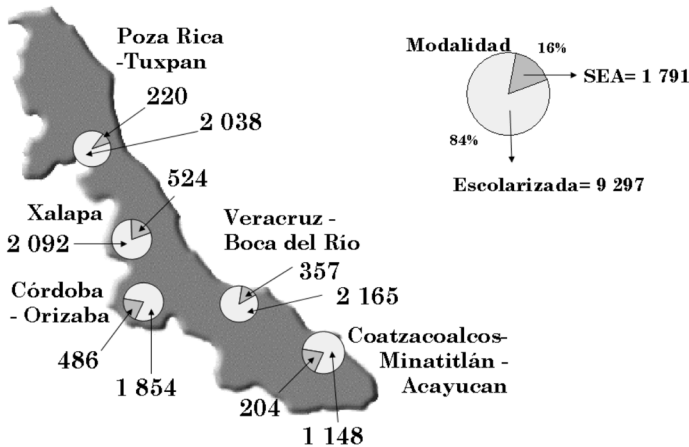 Poza Rica
-Tuxpan
220
2 038
Modalidad
16%
SEA= 1 791
84%
Escolarizada= 9 297
524
Xalapa
2 092
Veracruz -
Boca del Río
357
2 165
Córdoba
- Orizaba
486
1 854
Coatzacoalcos-
Minatitlán -
Acayucan
204
1 148